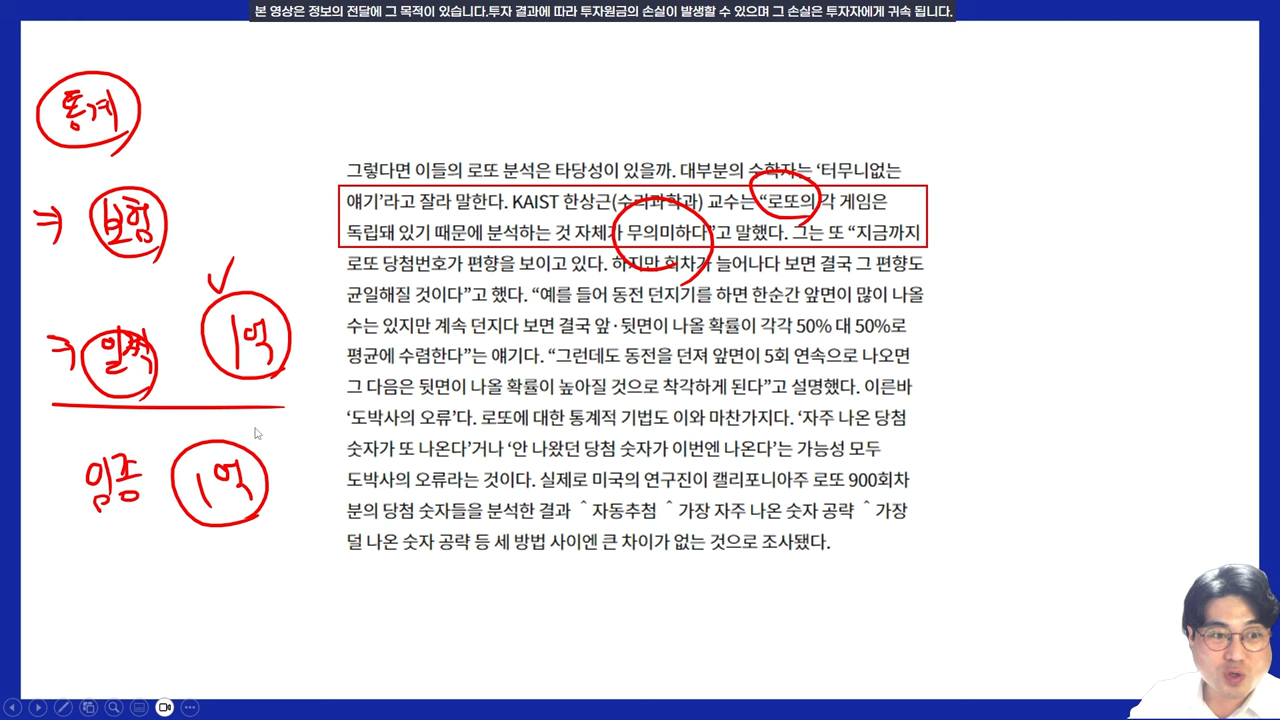 본 영상은 정보의 전달에 그 목적이 있습니다.투자 결과에 따라 투자원금의 손실이 발생할 수 있으며 그 손실은 투자자에게 귀속 됩니다.
통계
보험
일찍
1억
임종
1억
그렇다면 이들의 로또 분석은 타당성이 있을까. 대부분의 수학자는 ‘터무니없는
얘기’라고 잘라 말한다. KAIST 한상근(수리과학과) 교수는 “로또의 각 게임은
독립돼 있기 때문에 분석하는 것 자체가 무의미하다”고 말했다. 그는 또 “지금까지
로또 당첨번호가 편향을 보이고 있다. 하지만 회차가 늘어나다 보면 결국 그 편향도
균일해질 것이다”고 했다. “예를 들어 동전 던지기를 하면 한순간 앞면이 많이 나올
수는 있지만 계속 던지다 보면 결국 앞·뒷면이 나올 확률이 각각 50% 대 50%로
평균에 수렴한다”는 얘기다. “그런데도 동전을 던져 앞면이 5회 연속으로 나오면
그 다음은 뒷면이 나올 확률이 높아질 것으로 착각하게 된다”고 설명했다. 이른바
‘도박사의 오류’다. 로또에 대한 통계적 기법도 이와 마찬가지다. ‘자주 나온 당첨
숫자가 또 나온다’거나 ‘안 나왔던 당첨 숫자가 이번엔 나온다’는 가능성 모두
도박사의 오류라는 것이다. 실제로 미국의 연구진이 캘리포니아주 로또 900회차
분의 당첨 숫자들을 분석한 결과 ＾자동추첨 ＾가장 자주 나온 숫자 공략 ＾가장
덜 나온 숫자 공략 등 세 방법 사이엔 큰 차이가 없는 것으로 조사됐다.